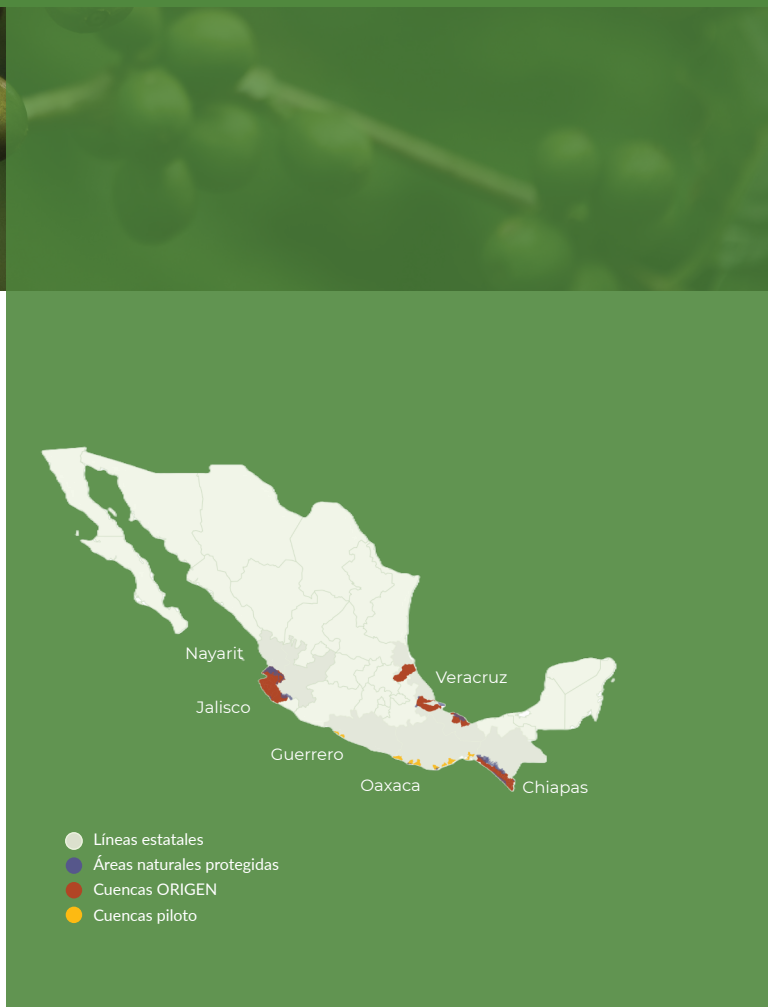 Nayarit
Veracruz
Jalisco
Guerrero
Oaxaca
Chiapas
Líneas estatales
Áreas naturales protegidas
Cuencas ORIGEN
Cuencas piloto